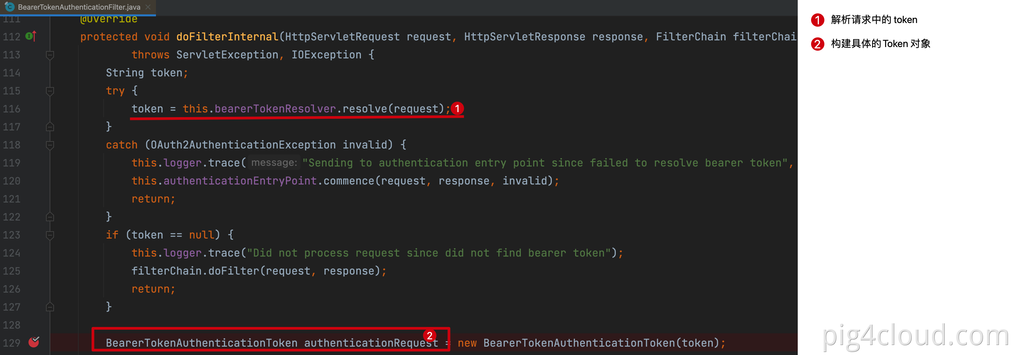 BearerTokenAuthenticationFilter.java
111 @Override
112 protected void doFilterInternal(HttpServletRequest request, HttpServletResponse response, FilterChain filterChai
113 throws ServletException, IOException {
114 String token;
115 try {
116 token = this.bearerTokenResolver.resolve(request); 1
117 }
118 catch (OAuth2AuthenticationException invalid) {
119 this.logger.trace( message: "Sending to authentication entry point since failed to resolve bearer token",
120 this.authenticationEntryPoint.commence(request, response, invalid);
121 return;
122 }
123 if (token == null) {
124 this.logger.trace("Did not process request since did not find bearer token");
125 filterChain.doFilter(request, response);
126 return;
127 }
128
129 BearerTokenAuthenticationToken authenticationRequest 2 = new BearerTokenAuthenticationToken(token);
1 解析请求中的 token
2 构建具体的 Token 对象
pig4cloud.com